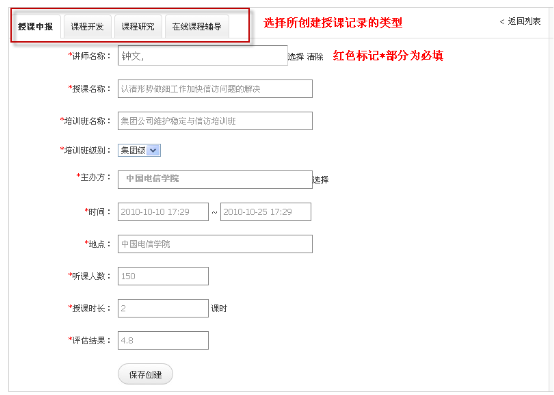 授课申报 课程开发 课程研究 在线课程辅导 选择所创建授课记录的类型 < 返回列表
*讲师名称： 钟文, 选择 清除 红色标记*部分为必填
*授课名称： 认清形势做细工作加快信访问题的解决
*培训班名称： 集团公司维护稳定与信访培训班
*培训班级别： 集团级
*主办方： 中国电信学院 选择
*时间： 2010-10-10 17:29 ~ 2010-10-25 17:29
*地点： 中国电信学院
*听课人数： 150
*授课时长： 2 课时
*评估结果： 4.8
保存创建